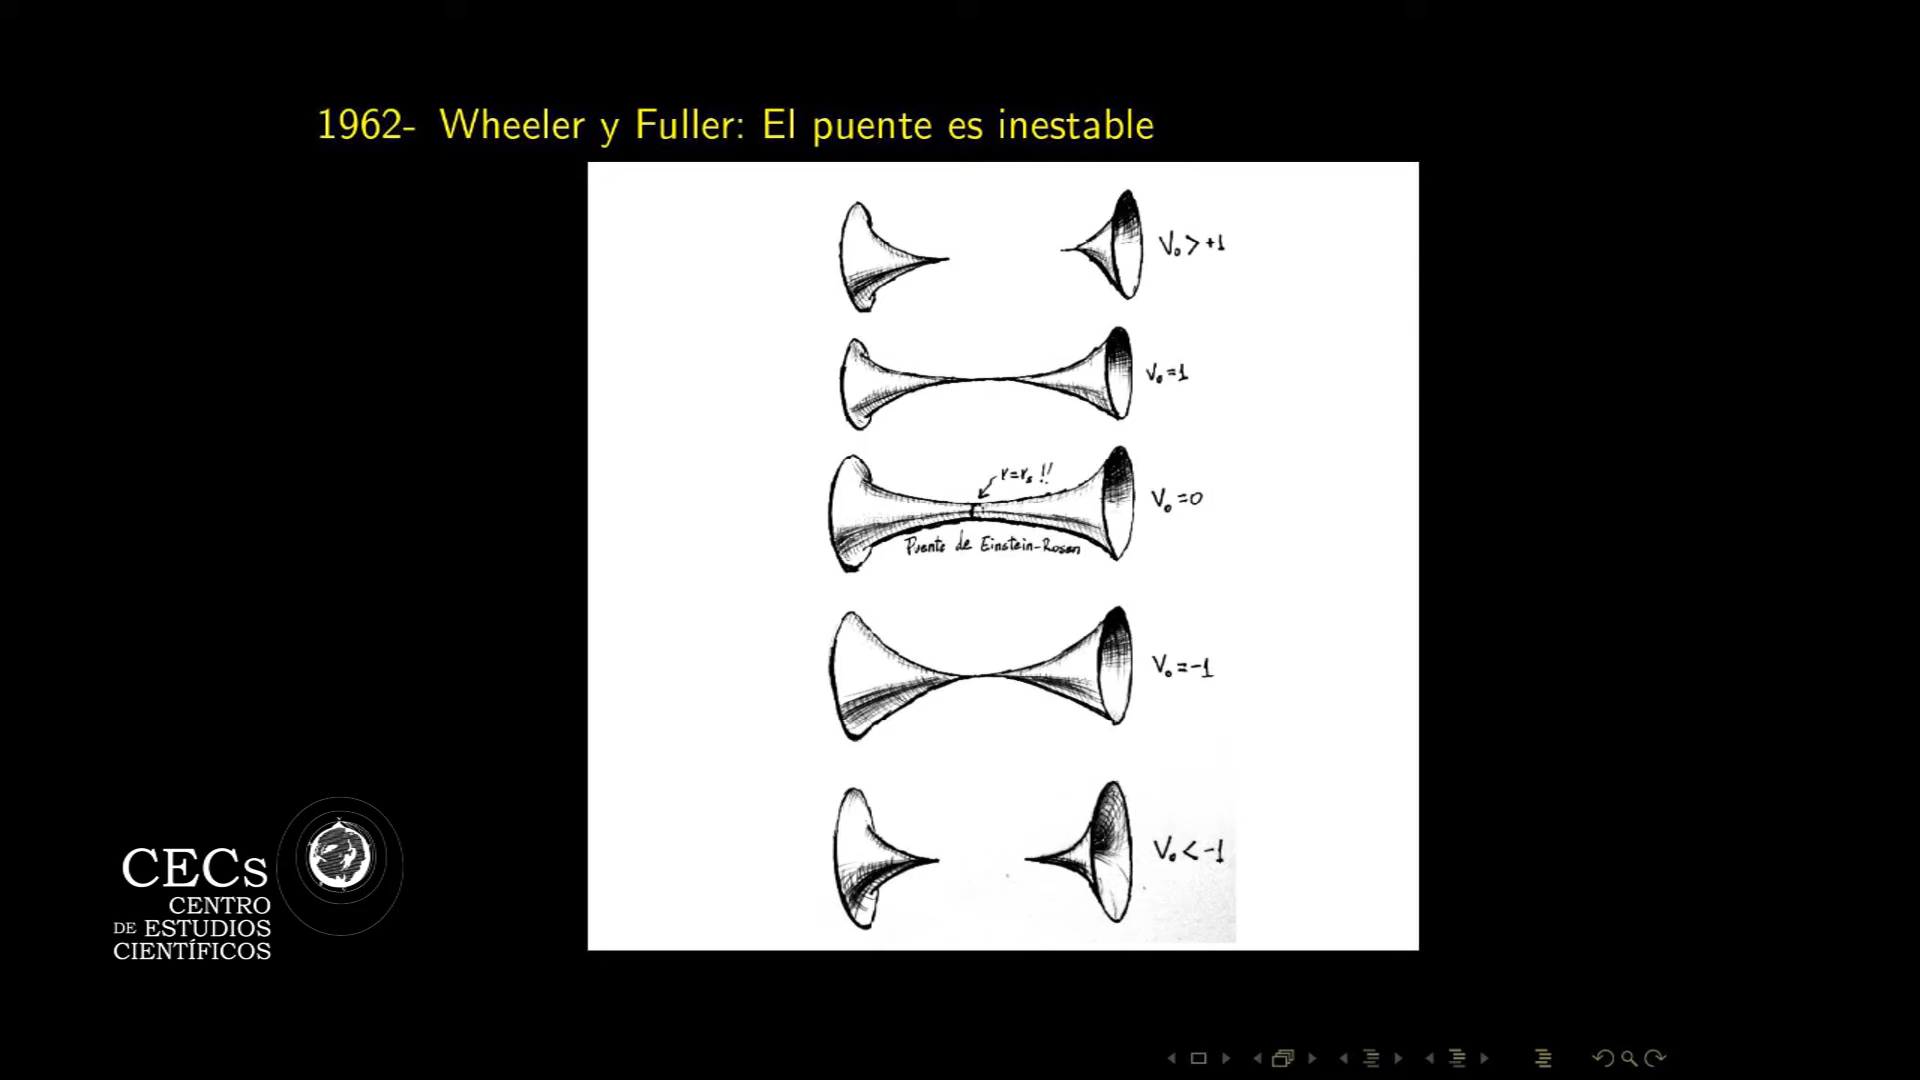 1962- Wheeler y Fuller: El puente es inestable
V₀ > +1
V₀ = 1
r = rₛ !!
V₀ = 0
Puente de Einstein-Rosen
V₀ = -1
V₀ < -1
CECs
CENTRO
DE ESTUDIOS
CIENTÍFICOS